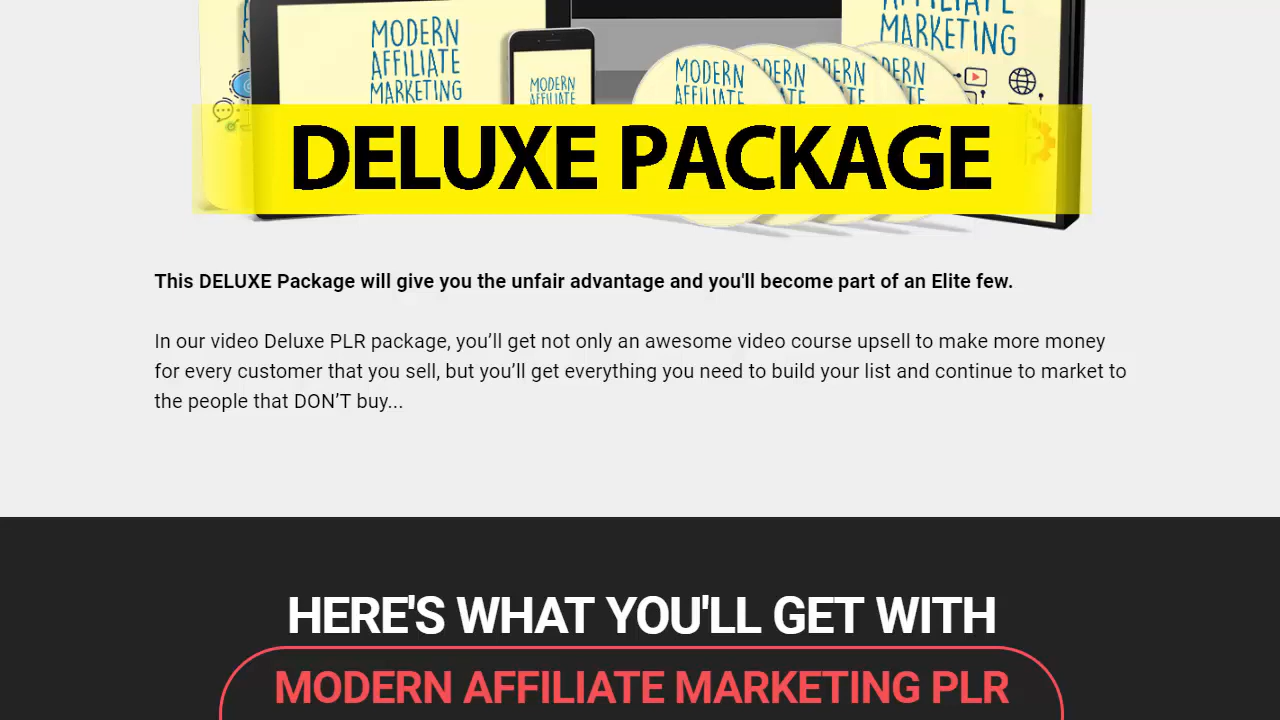 MODERN
AFFILIATE
MARKETING
MODERN
AFFILIATE
MODERN
AFFILIATE
MARKETING
DELUXE PACKAGE
This DELUXE Package will give you the unfair advantage and you'll become part of an Elite few.
In our video Deluxe PLR package, you’ll get not only an awesome video course upsell to make more money
for every customer that you sell, but you’ll get everything you need to build your list and continue to market to
the people that DON’T buy...
HERE'S WHAT YOU'LL GET WITH
MODERN AFFILIATE MARKETING PLR